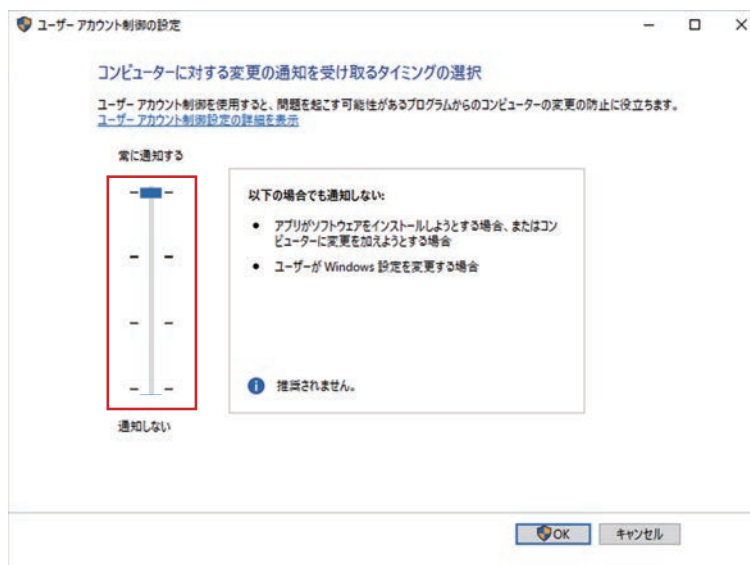 ユーザー アカウント制御の設定
コンピューターに対する変更の通知を受け取るタイミングの選択
ユーザー アカウント制御を使用すると、問題を起こす可能性があるプログラムからのコンピューターの変更の防止に役立ちます。
ユーザー アカウント制御設定の詳細を表示
常に通知する
以下の場合でも通知しない:
• アプリがソフトウェアをインストールしようとする場合、またはコン
ピューターに変更を加えようとする場合
• ユーザーが Windows 設定を変更する場合
推奨されません。
通知しない
OK キャンセル